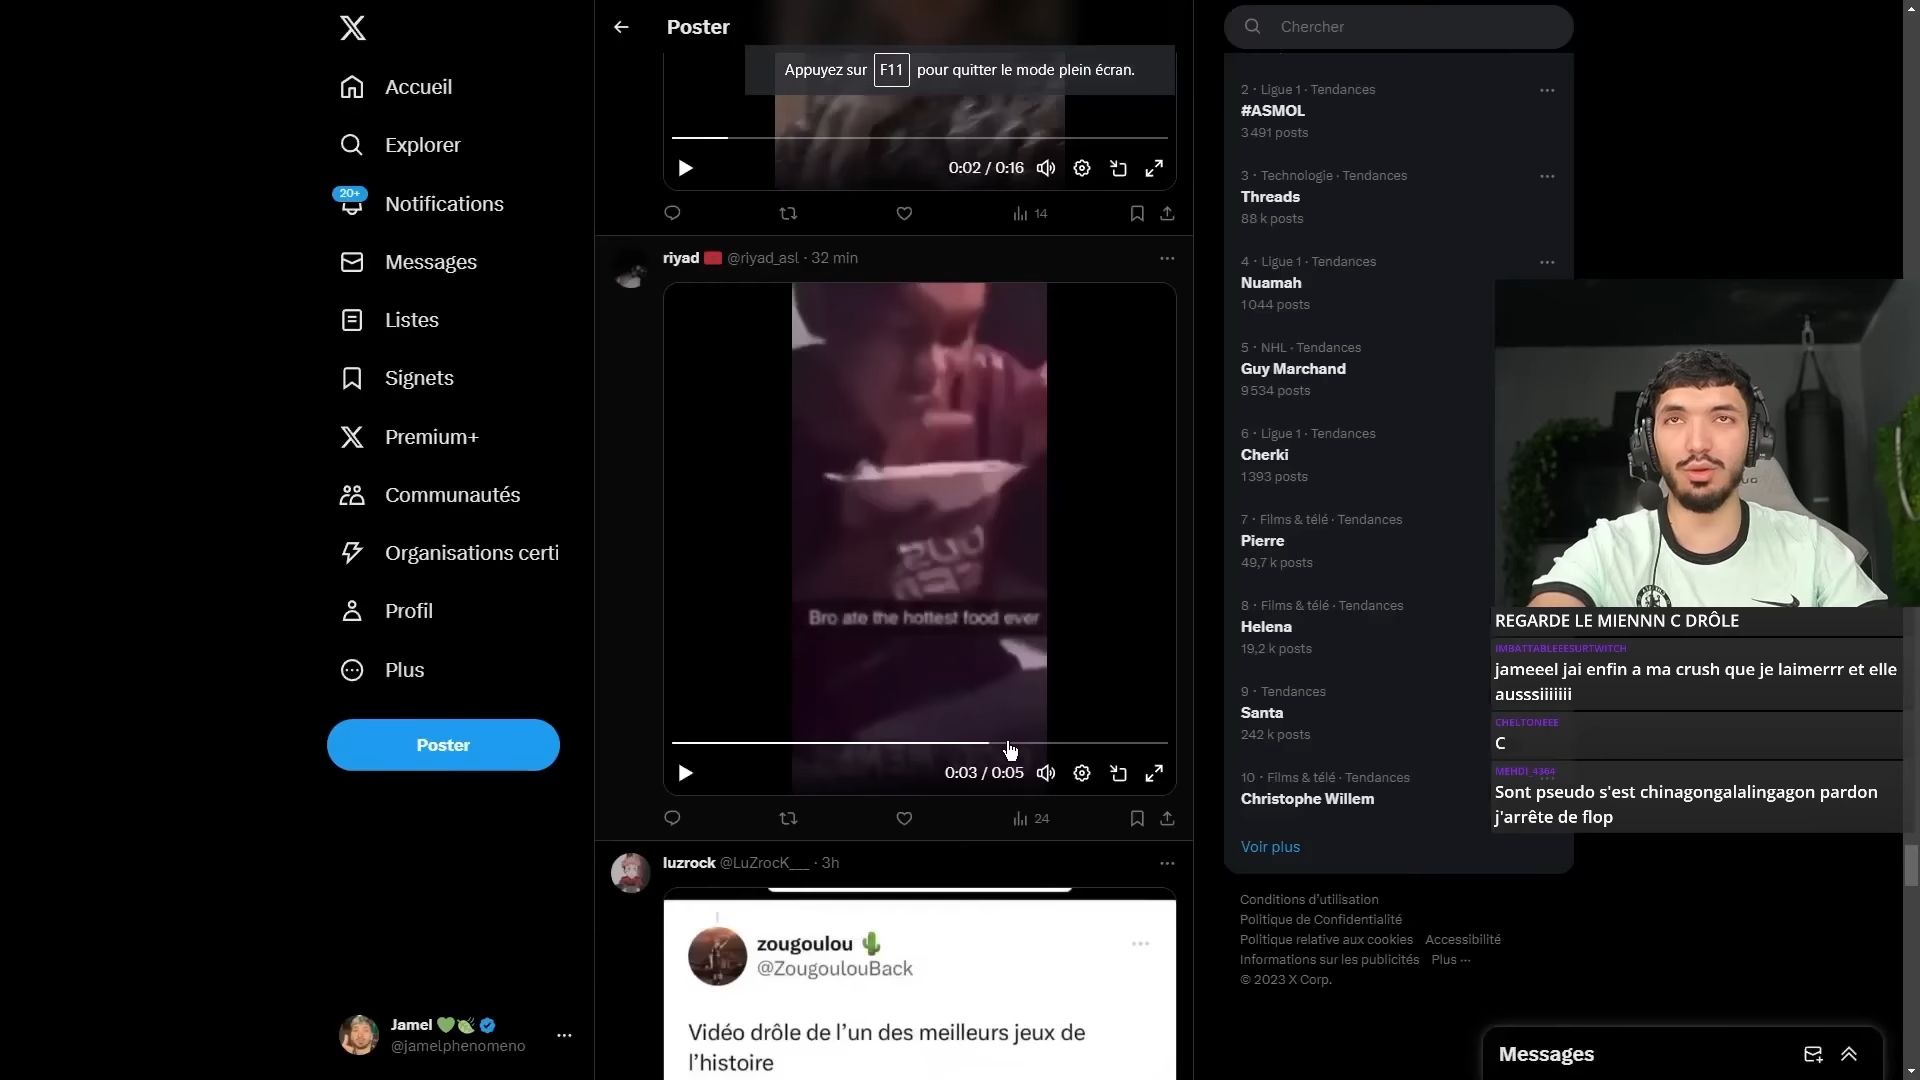 Accueil
Explorer
20+
Notifications
Messages
Listes
Signets
Premium+
Communautés
Organisations certi
Profil
Plus
Poster
Jamel
@jamelphenomeno
Poster
Appuyez sur F11 pour quitter le mode plein écran.
0:02 / 0:16
14
riyad @riyad_asl · 32 min
Bro ate the hottest food ever
0:03 / 0:05
24
luzrock @LuZrocK___ · 3h
zougoulou
@ZougoulouBack
Vidéo drôle de l’un des meilleurs jeux de
l’histoire
Chercher
2 · Ligue 1 · Tendances
#ASMOL
3 491 posts
3 · Technologie · Tendances
Threads
88 k posts
4 · Ligue 1 · Tendances
Nuamah
1 044 posts
5 · NHL · Tendances
Guy Marchand
9 534 posts
6 · Ligue 1 · Tendances
Cherki
1 393 posts
7 · Films & télé · Tendances
Pierre
49,7 k posts
8 · Films & télé · Tendances
Helena
19,2 k posts
9 · Tendances
Santa
242 k posts
10 · Films & télé · Tendances
Christophe Willem
Voir plus
Conditions d’utilisation
Politique de Confidentialité
Politique relative aux cookies Accessibilité
Informations sur les publicités Plus ···
© 2023 X Corp.
REGARDE LE MIENNN C DRÔLE
IMBATTABLEEESURTWITCH
jameeel jai enfin a ma crush que je laimerrr et elle
ausssiiiiiii
CHELTONEEE
C
MEHDI_4364
Sont pseudo s'est chinagongalalingagon pardon
j'arrête de flop
Messages